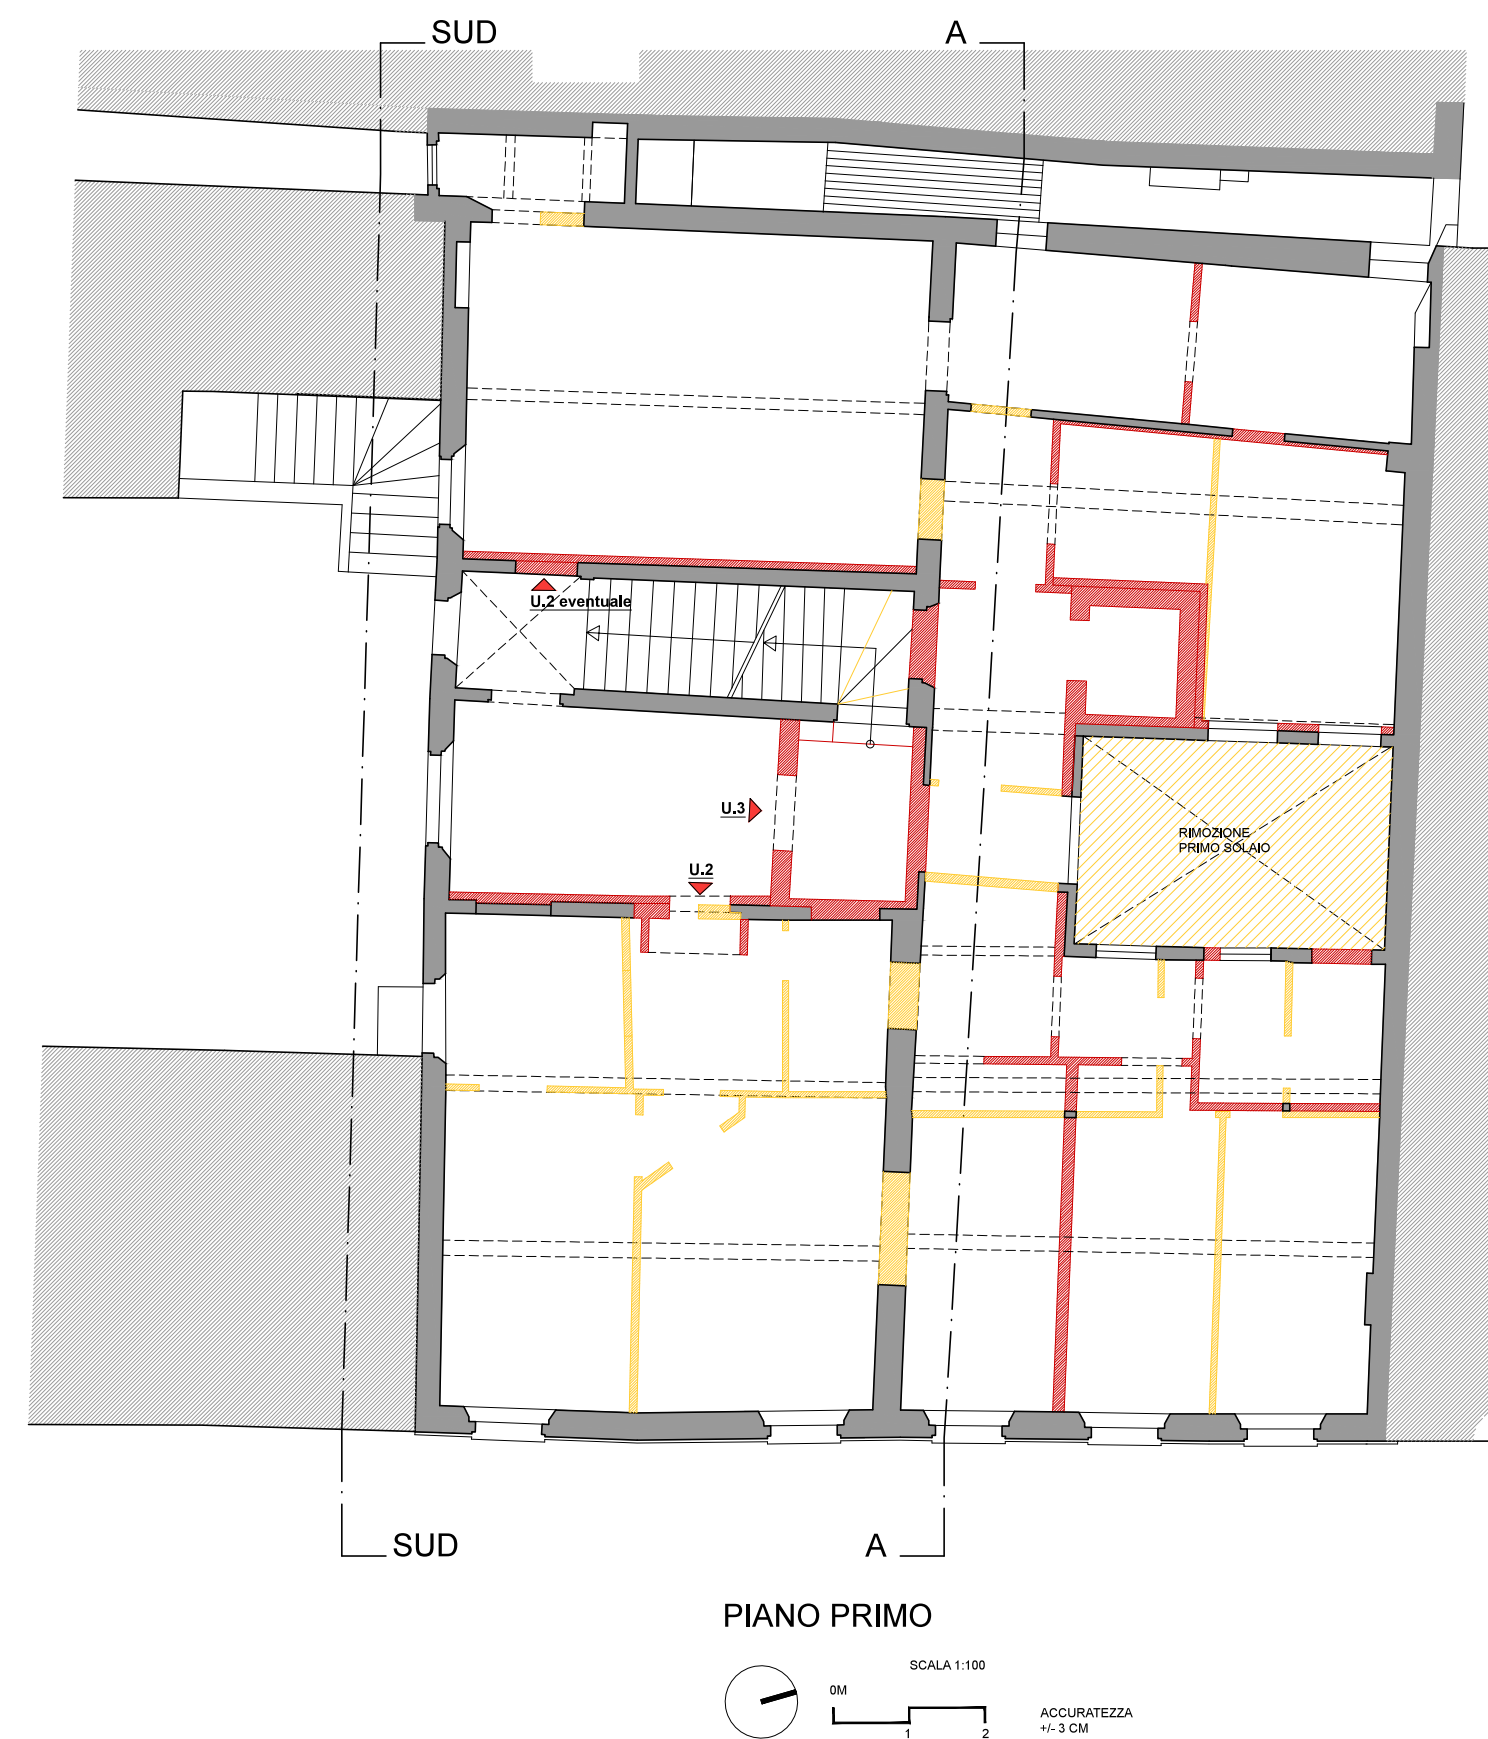 SUD
A
U.2 eventuale
U.3
U.2
RIMOZIONE
PRIMO SOLAIO
SUD
A
PIANO PRIMO
SCALA 1:100
0M
1
2
ACCURATEZZA
+/- 3 CM